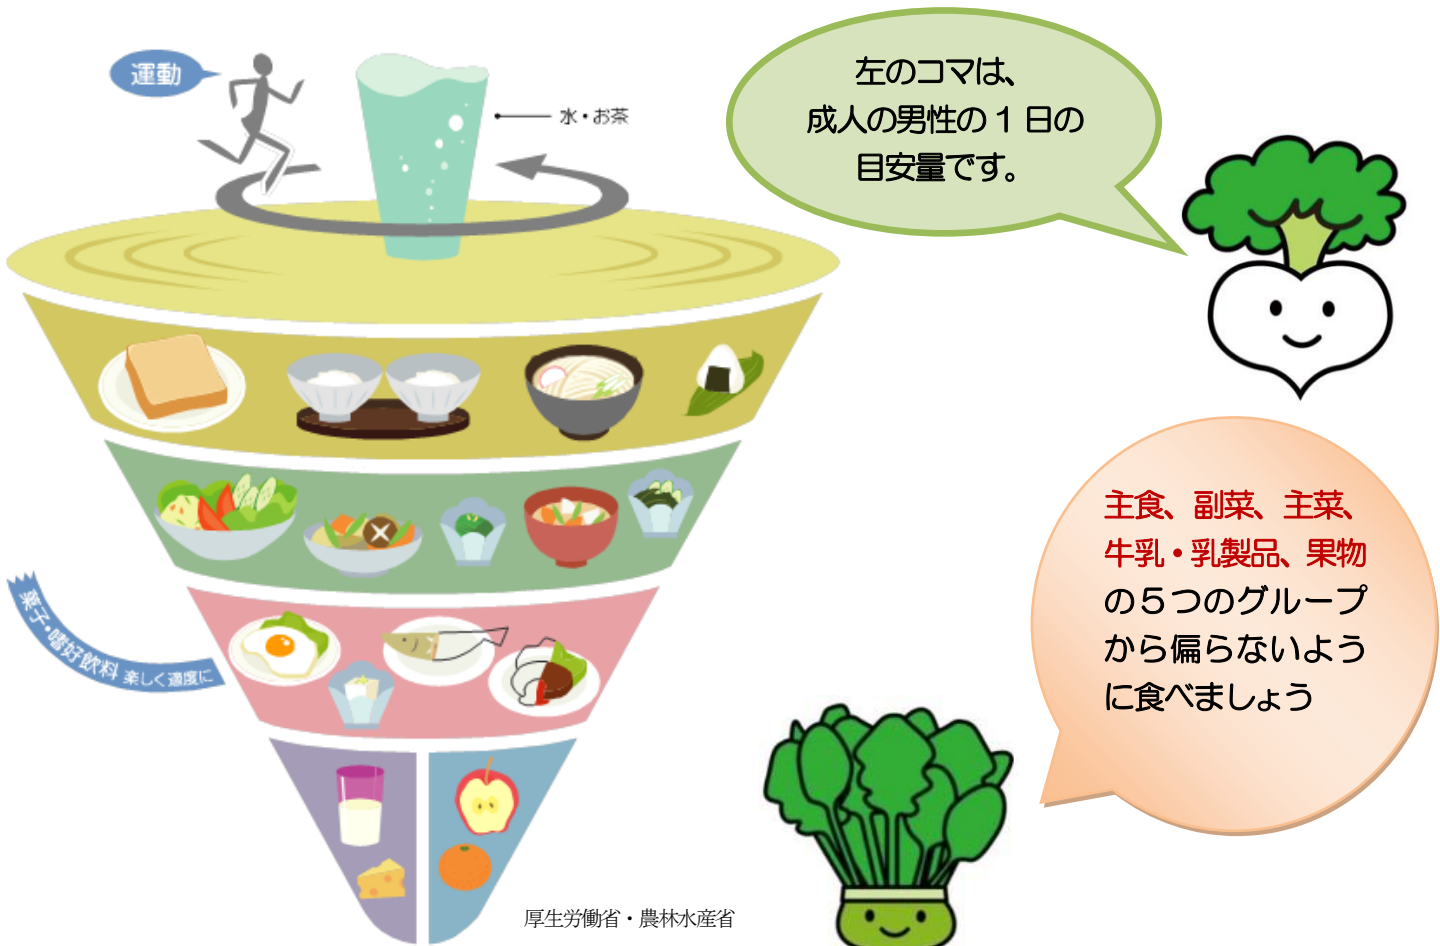 運動
水・お茶
左のコマは、
成人の男性の１日の
目安量です。
主食、副菜、主菜、
牛乳・乳製品、果物
の５つのグループ
から偏らないよう
に食べましょう
菓子・嗜好飲料 楽しく適度に
厚生労働省・農林水産省